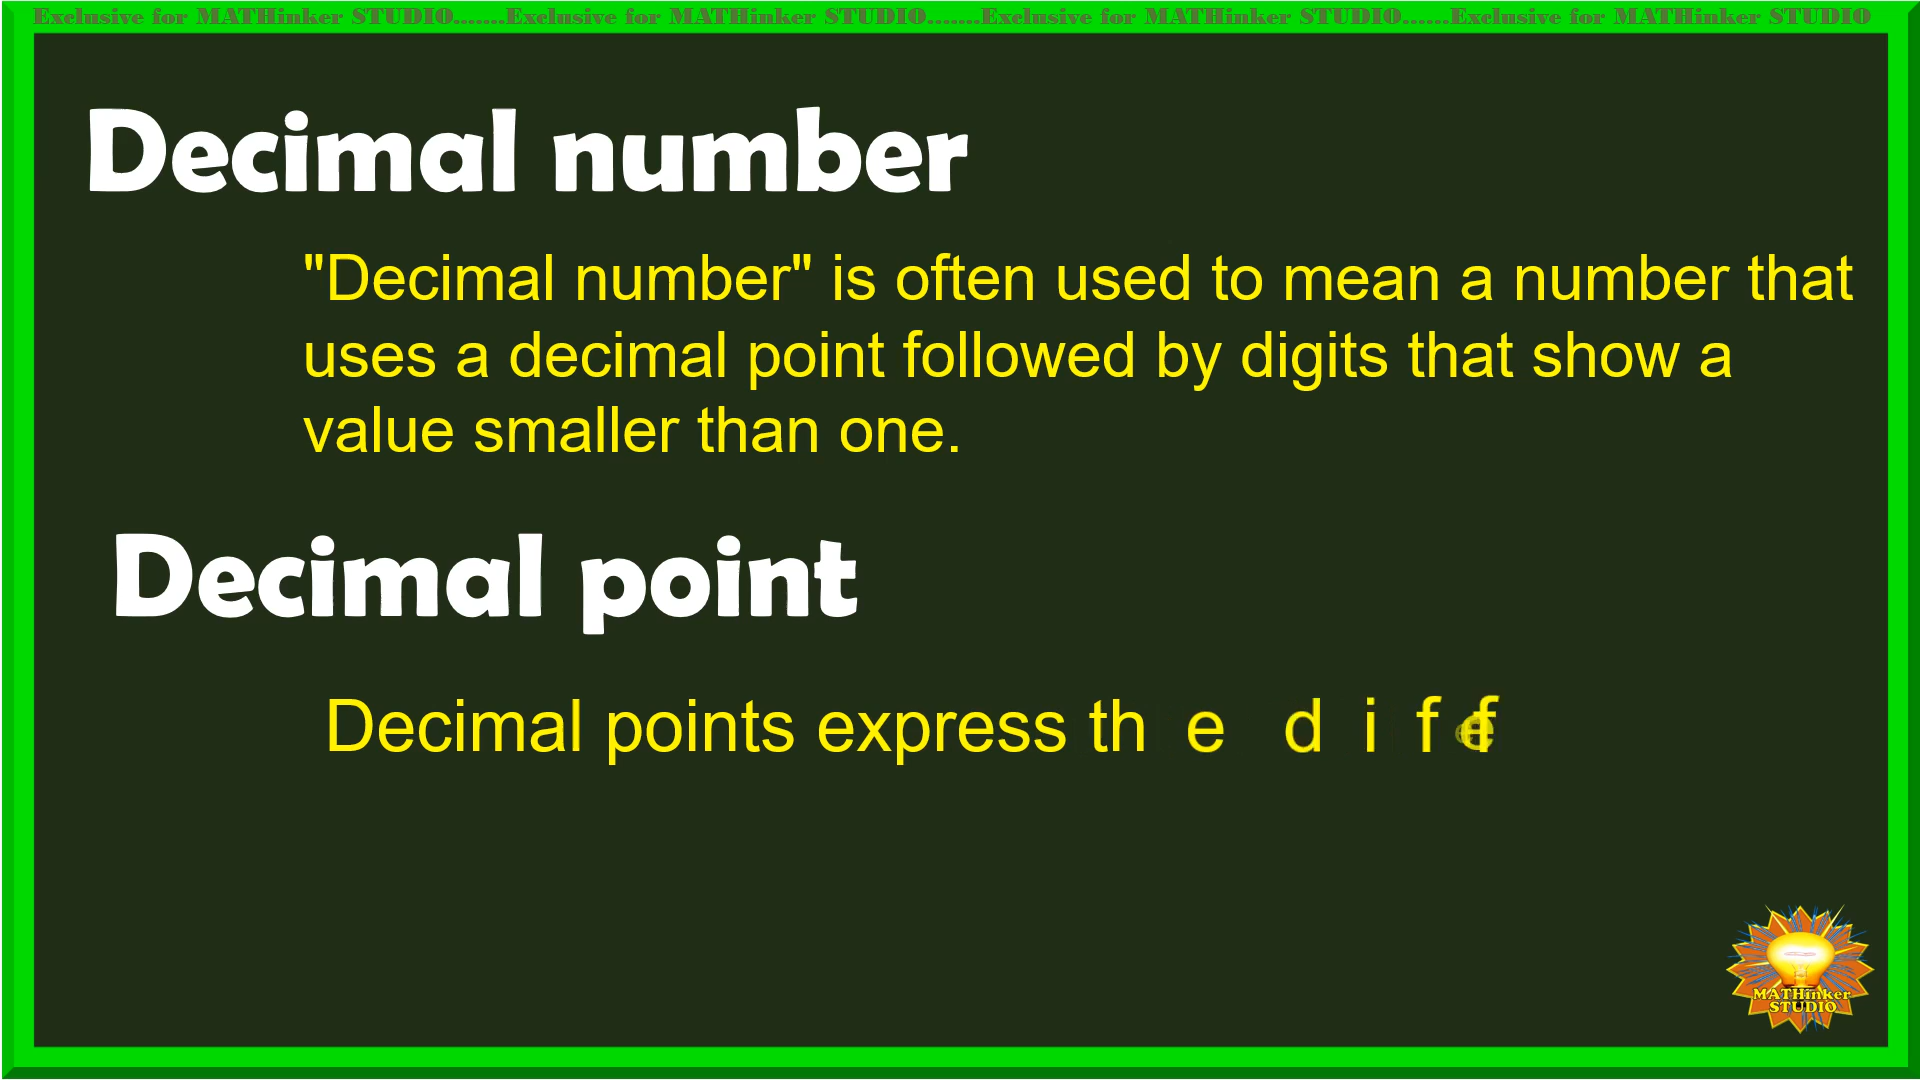 Exclusive for MATHinker STUDIO.......Exclusive for MATHinker STUDIO.......Exclusive for MATHinker STUDIO......Exclusive for MATHinker STUDIO
Decimal number
"Decimal number" is often used to mean a number that
uses a decimal point followed by digits that show a
value smaller than one.
Decimal point
Decimal points express th e d i f f
MATHinker
STUDIO